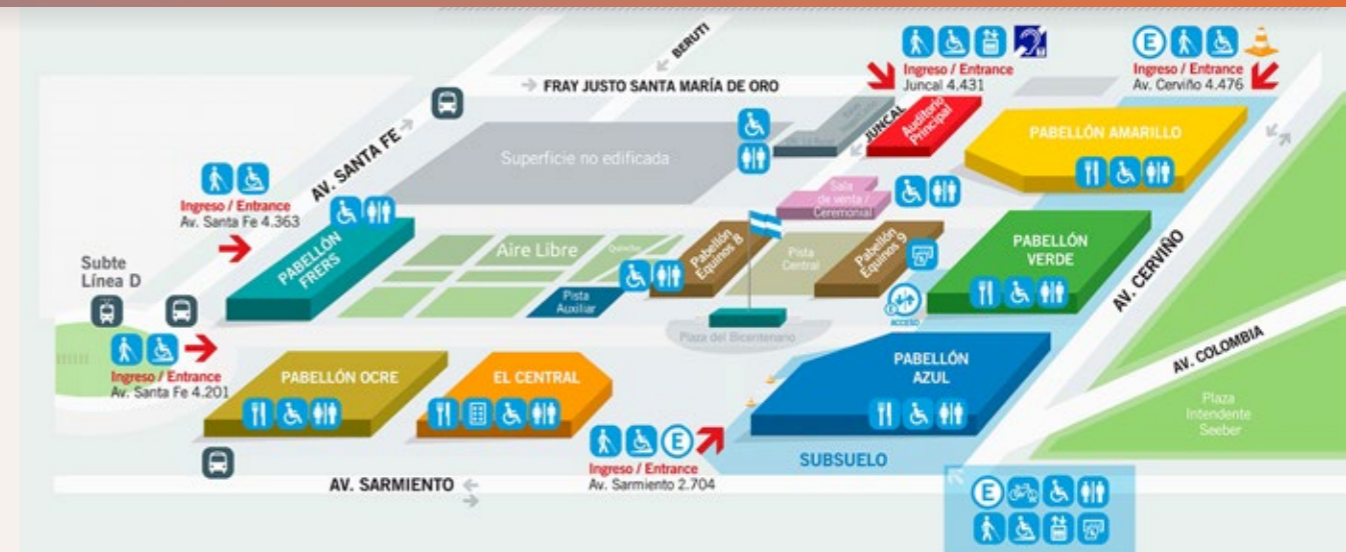 BERUTI
FRAY JUSTO SANTA MARÍA DE ORO
Ingreso / Entrance
Juncal 4.431
E
Ingreso / Entrance
Av. Cerviño 4.476
AV. SANTA FE
Superficie no edificada
JUNCAL
Auditorio
Principal
PABELLÓN AMARILLO
Ingreso / Entrance
Av. Santa Fe 4.363
Sala
de venta /
Ceremonial
PABELLÓN
FRERS
Aire Libre
Pabellón
Equinos 8
Pista
Central
Pabellón
Equinos 9
PABELLÓN
VERDE
AV. CERVIÑO
Subte
Línea D
Pista
Auxiliar
Plaza del Bicentenario
Ingreso / Entrance
Av. Santa Fe 4.201
PABELLÓN OCRE
EL CENTRAL
PABELLÓN
AZUL
AV. COLOMBIA
Plaza
Intendente
Seeber
E
Ingreso / Entrance
Av. Sarmiento 2.704
SUBSUELO
AV. SARMIENTO
E